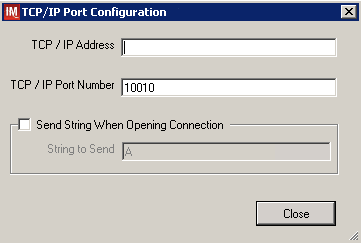 IM TCP/IP Port Configuration
TCP / IP Address
TCP / IP Port Number 10010
Send String When Opening Connection
String to Send A
Close